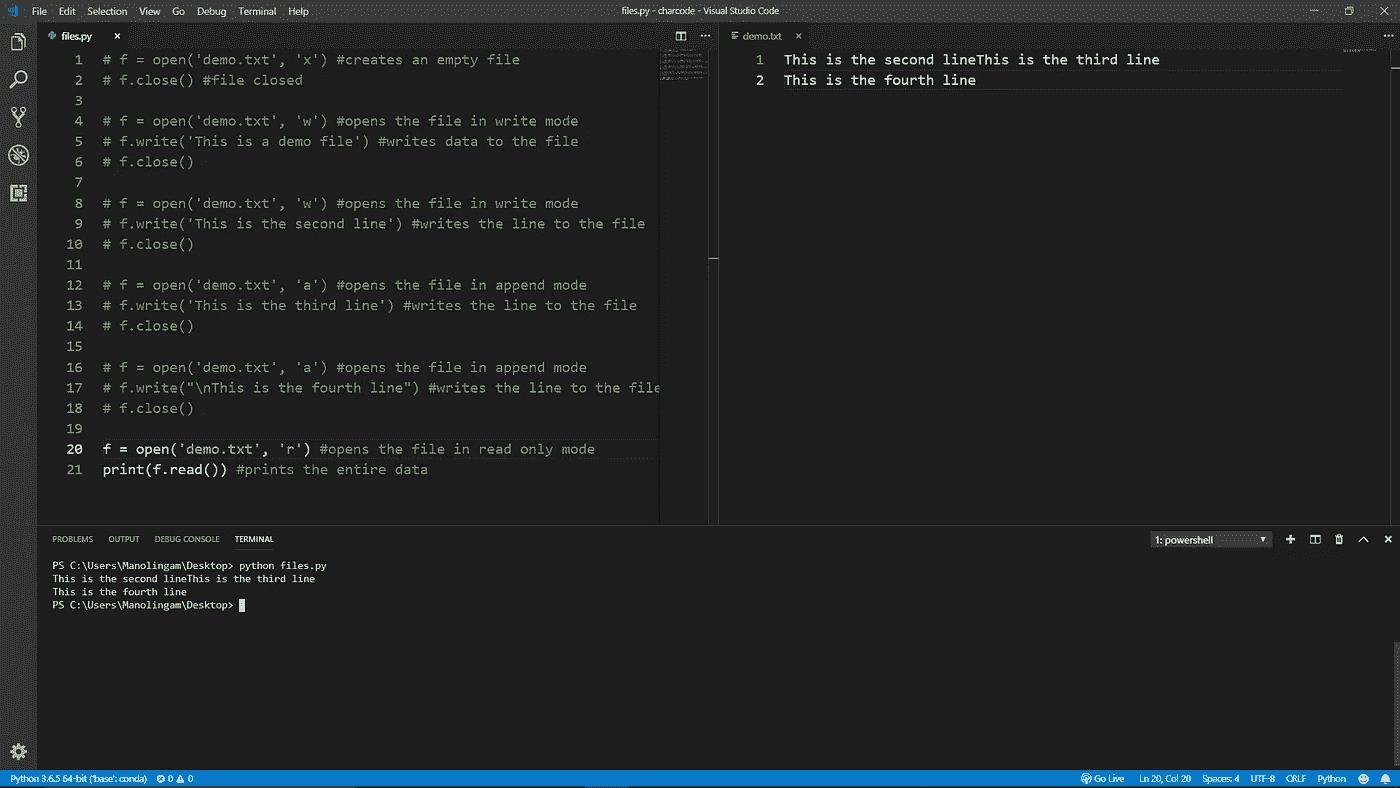 File Edit Selection View Go Debug Terminal Help
files.py - charcode - Visual Studio Code
files.py
demo.txt
1 # f = open('demo.txt', 'x') #creates an empty file
2 # f.close() #file closed
3
4 # f = open('demo.txt', 'w') #opens the file in write mode
5 # f.write('This is a demo file') #writes data to the file
6 # f.close()
7
8 # f = open('demo.txt', 'w') #opens the file in write mode
9 # f.write('This is the second line') #writes the line to the file
10 # f.close()
11
12 # f = open('demo.txt', 'a') #opens the file in append mode
13 # f.write('This is the third line') #writes the line to the file
14 # f.close()
15
16 # f = open('demo.txt', 'a') #opens the file in append mode
17 # f.write("\nThis is the fourth line") #writes the line to the file
18 # f.close()
19
20 f = open('demo.txt', 'r') #opens the file in read only mode
21 print(f.read()) #prints the entire data
1 This is the second lineThis is the third line
2 This is the fourth line
PROBLEMS OUTPUT DEBUG CONSOLE TERMINAL
1: powershell
PS C:\Users\Manolingam\Desktop> python files.py
This is the second lineThis is the third line
This is the fourth line
PS C:\Users\Manolingam\Desktop>
Python 3.6.5 64-bit ('base': conda) 0 0 Go Live Ln 20, Col 20 Spaces: 4 UTF-8 CRLF Python